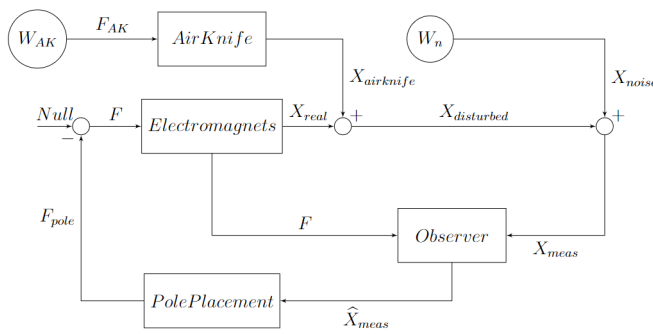 W_AK
F_AK
AirKnife
W_n
X_airknife
X_noise
Null
F
Electromagnets
X_real
+
X_disturbed
+
−
F_pole
F
Observer
X_meas
PolePlacement
X̂_meas